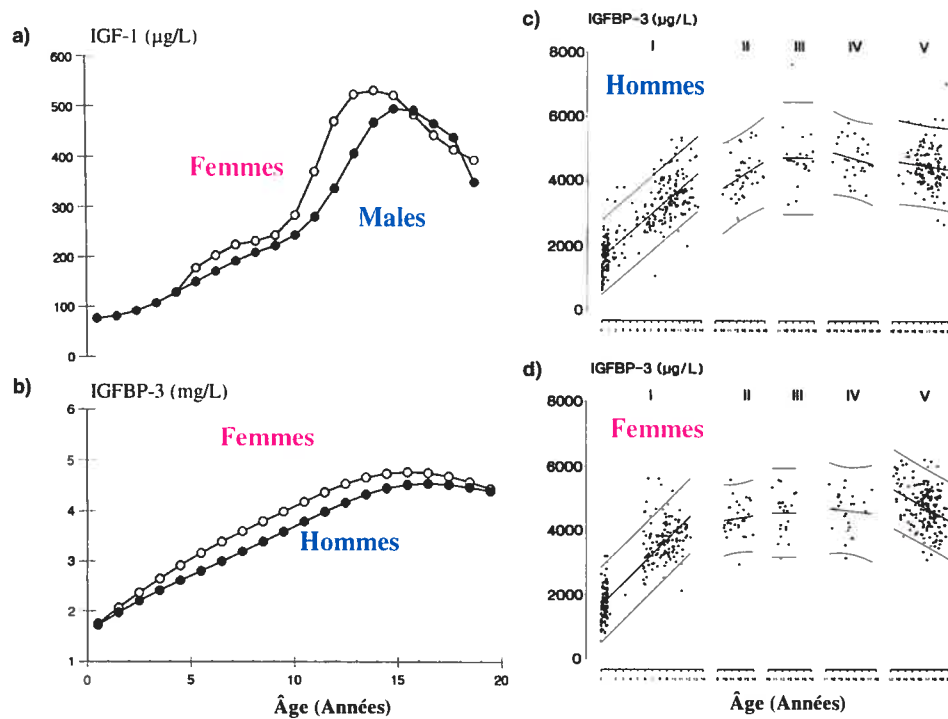 a)
IGF-1 (µg/L)
600
500
400
300
200
100
0
Femmes
Males
b)
IGFBP-3 (mg/L)
6
5
4
3
2
1
Femmes
Hommes
0 5 10 15 20
Âge (Années)
c)
IGFBP-3 (µg/L)
8000
6000
4000
2000
0
I II III IV V
Hommes
d)
IGFBP-3 (µg/L)
8000
6000
4000
2000
0
I II III IV V
Femmes
Âge (Années)